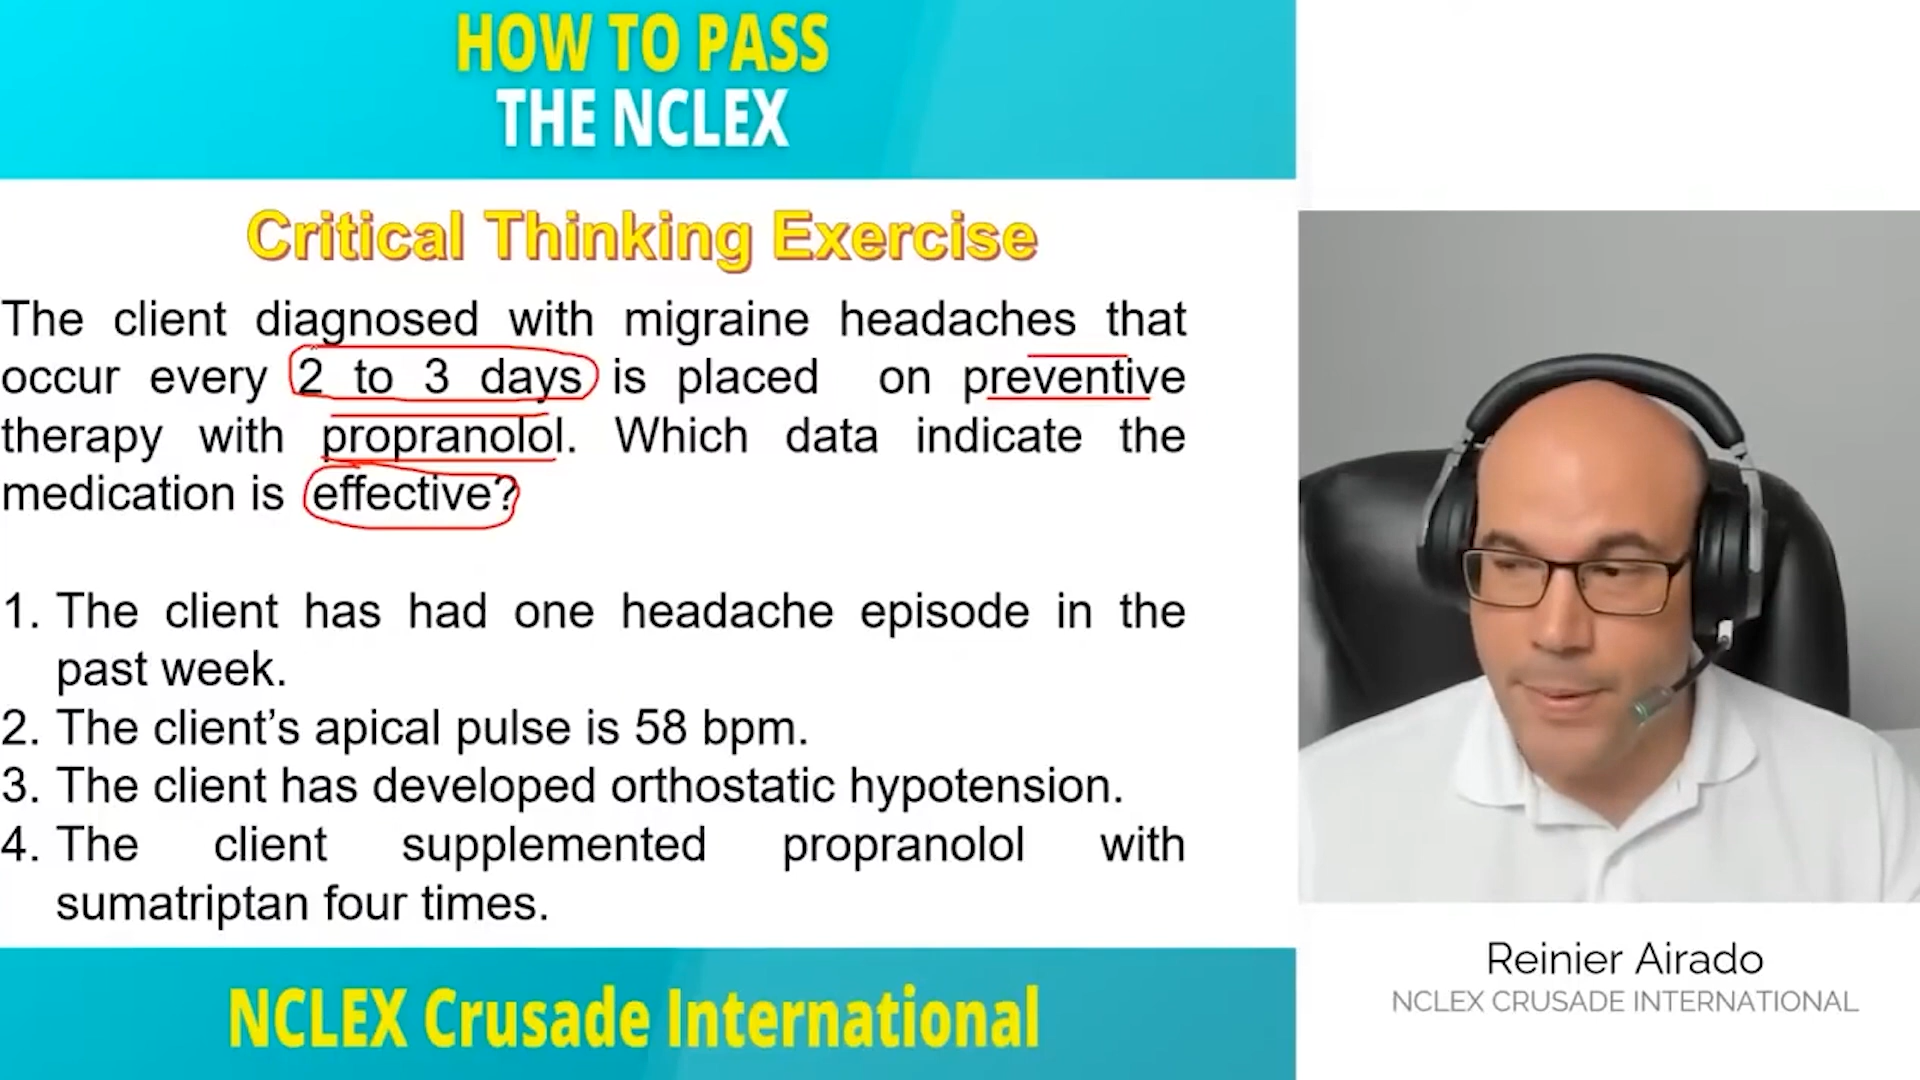 HOW TO PASS
THE NCLEX
Critical Thinking Exercise
The client diagnosed with migraine headaches that
occur every 2 to 3 days is placed on preventive
therapy with propranolol. Which data indicate the
medication is effective?
1. The client has had one headache episode in the
past week.
2. The client’s apical pulse is 58 bpm.
3. The client has developed orthostatic hypotension.
4. The client supplemented propranolol with
sumatriptan four times.
NCLEX Crusade International
Reinier Airado
NCLEX CRUSADE INTERNATIONAL